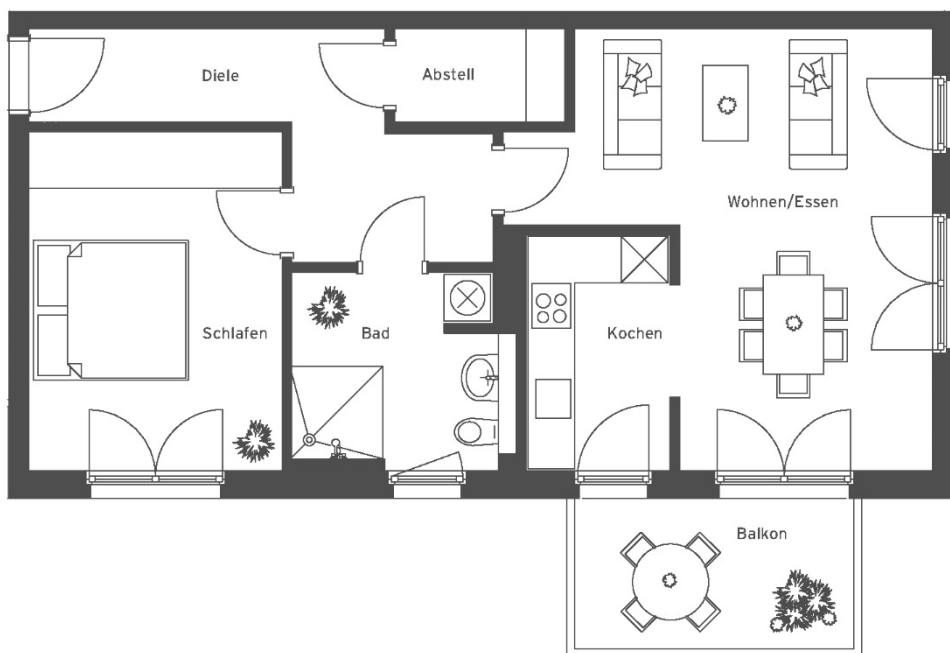 Diele
Abstell
Wohnen/Essen
Schlafen
Bad
Kochen
Balkon